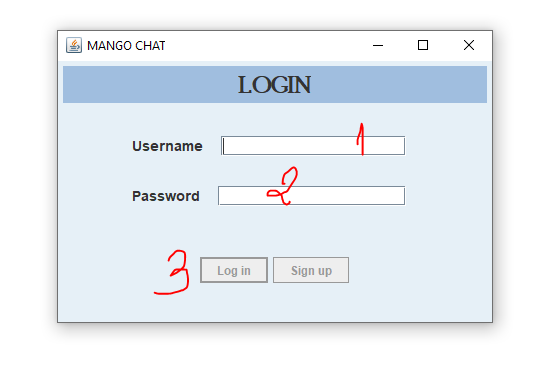 MANGO CHAT
LOGIN
Username 1
Password 2
3 Log in Sign up